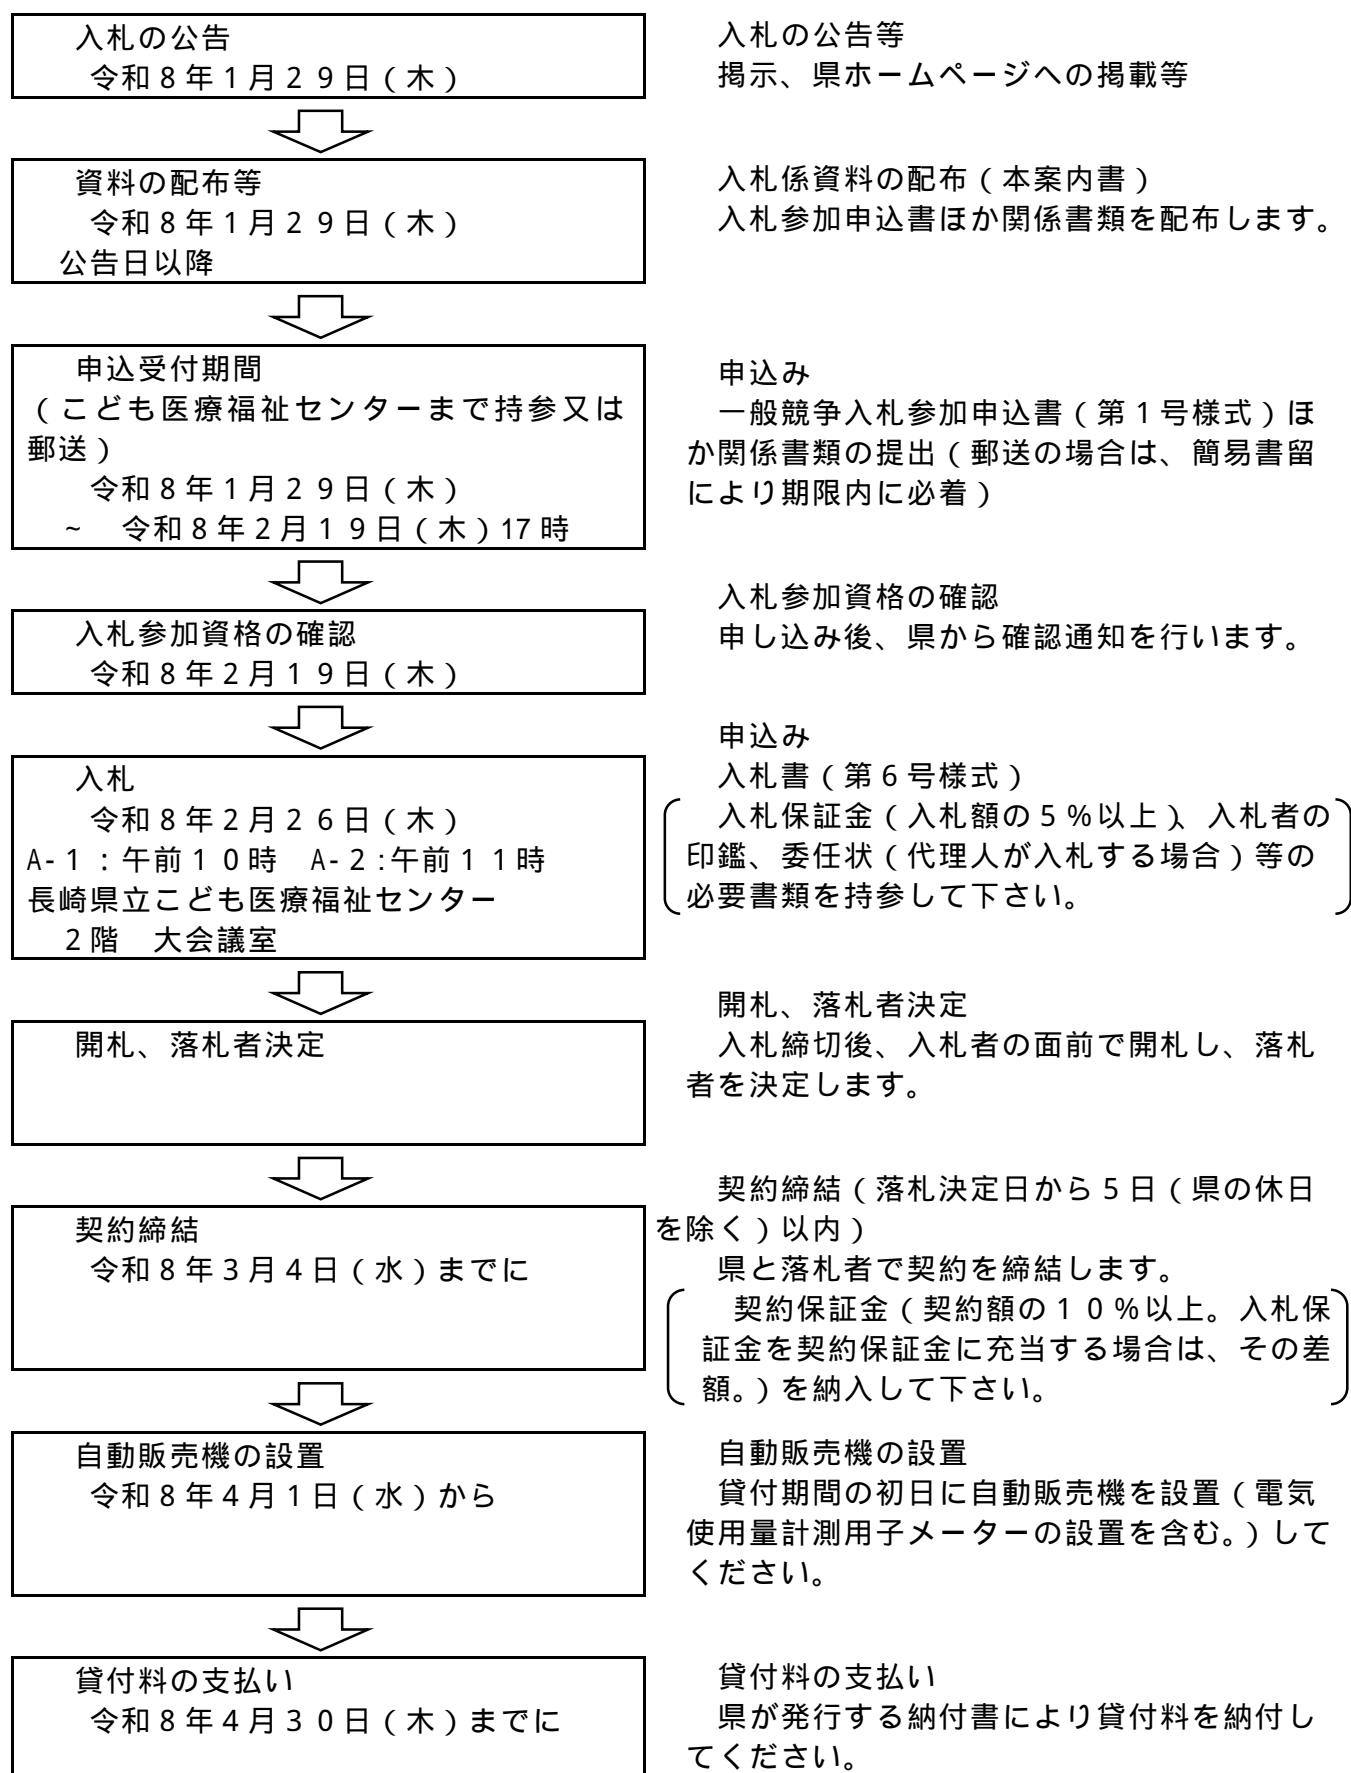 入札の公告
令和８年１月２９日（木）
入札の公告等
掲示、県ホームページへの掲載等
資料の配布等
令和８年１月２９日（木）
公告日以降
入札係資料の配布（本案内書）
入札参加申込書ほか関係書類を配布します。
申込受付期間
（こども医療福祉センターまで持参又は
郵送）
令和８年１月２９日（木）
～　令和８年２月１９日（木）17時
申込み
一般競争入札参加申込書（第１号様式）ほ
か関係書類の提出（郵送の場合は、簡易書留
により期限内に必着）
入札参加資格の確認
令和８年２月１９日（木）
入札参加資格の確認
申し込み後、県から確認通知を行います。
入札
令和８年２月２６日（木）
A-１：午前１０時　A-２:午前１１時
長崎県立こども医療福祉センター
２階　大会議室
申込み
入札書（第６号様式）
入札保証金（入札額の５％以上）、入札者の
印鑑、委任状（代理人が入札する場合）等の
必要書類を持参して下さい。
開札、落札者決定
開札、落札者決定
入札締切後、入札者の面前で開札し、落札
者を決定します。
契約締結
令和８年３月４日（水）までに
契約締結（落札決定日から５日（県の休日
を除く）以内）
県と落札者で契約を締結します。
契約保証金（契約額の１０％以上。入札保
証金を契約保証金に充当する場合は、その差
額。）を納入して下さい。
自動販売機の設置
令和８年４月１日（水）から
自動販売機の設置
貸付期間の初日に自動販売機を設置（電気
使用量計測用子メーターの設置を含む。）して
ください。
貸付料の支払い
令和８年４月３０日（木）までに
貸付料の支払い
県が発行する納付書により貸付料を納付し
てください。